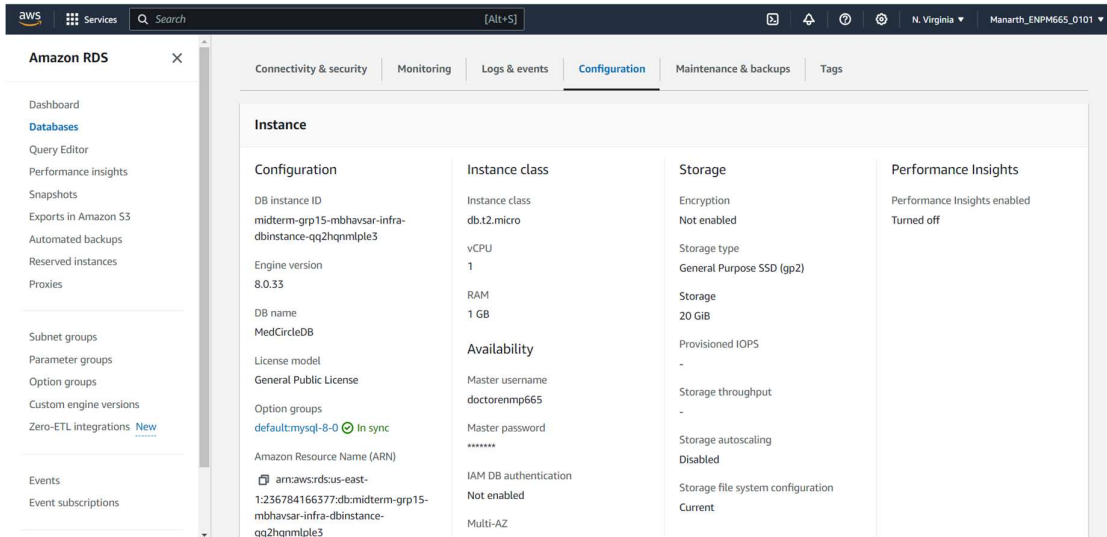 aws
Services
Search
[Alt+S]
N. Virginia
Manarth_ENPM665_0101
Amazon RDS
Dashboard
Databases
Query Editor
Performance insights
Snapshots
Exports in Amazon S3
Automated backups
Reserved instances
Proxies
Subnet groups
Parameter groups
Option groups
Custom engine versions
Zero-ETL integrations New
Events
Event subscriptions
Connectivity & security
Monitoring
Logs & events
Configuration
Maintenance & backups
Tags
Instance
Configuration
DB instance ID
midterm-grp15-mbhavsar-infra-
dbinstance-qq2hqnmlple3
Engine version
8.0.33
DB name
MedCircleDB
License model
General Public License
Option groups
default:mysql-8-0 In sync
Amazon Resource Name (ARN)
arn:aws:rds:us-east-
1:236784166377:db:midterm-grp15-
mbhavsar-infra-dbinstance-
qq2hqnmlple3
Instance class
Instance class
db.t2.micro
vCPU
1
RAM
1 GB
Availability
Master username
doctorenmp665
Master password
*******
IAM DB authentication
Not enabled
Multi-AZ
Storage
Encryption
Not enabled
Storage type
General Purpose SSD (gp2)
Storage
20 GiB
Provisioned IOPS
-
Storage throughput
-
Storage autoscaling
Disabled
Storage file system configuration
Current
Performance Insights
Performance Insights enabled
Turned off